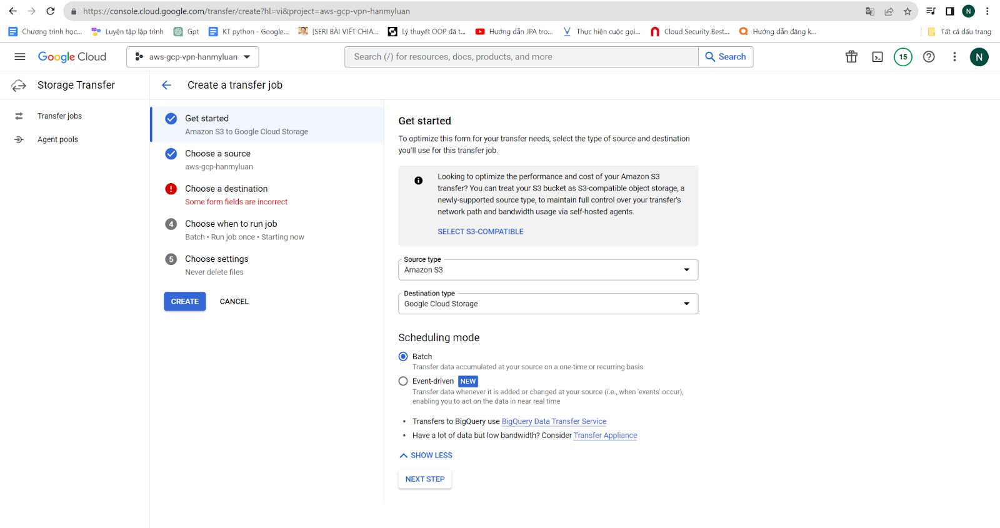 https://console.cloud.google.com/transfer/create?hl=vi&project=aws-gcp-vpn-hanmyluan
N
Chương trình học... Luyện tập lập trình Gpt KT python - Google... [SERI BÀI VIẾT CHIA... Lý thuyết OOP đã t... Hướng dẫn JPA tro... Thực hiện cuộc gọi... Cloud Security Best... Hướng dẫn đăng k... Tất cả dấu trang
Google Cloud aws-gcp-vpn-hanmyluan Search (/) for resources, docs, products, and more Search 15 N
Storage Transfer
Transfer jobs
Agent pools
Create a transfer job
Get started
Amazon S3 to Google Cloud Storage
Choose a source
aws-gcp-hanmyluan
Choose a destination
Some form fields are incorrect
4 Choose when to run job
Batch • Run job once • Starting now
5 Choose settings
Never delete files
CREATE CANCEL
Get started
To optimize this form for your transfer needs, select the type of source and destination
you'll use for this transfer job.
Looking to optimize the performance and cost of your Amazon S3
transfer? You can treat your S3 bucket as S3-compatible object storage, a
newly-supported source type, to maintain full control over your transfer's
network path and bandwidth usage via self-hosted agents.
SELECT S3-COMPATIBLE
Source type
Amazon S3
Destination type
Google Cloud Storage
Scheduling mode
Batch
Transfer data accumulated at your source on a one-time or recurring basis
Event-driven NEW
Transfer data whenever it is added or changed at your source (i.e., when 'events' occur),
enabling you to act on the data in near real time
• Transfers to BigQuery use BigQuery Data Transfer Service
• Have a lot of data but low bandwidth? Consider Transfer Appliance
SHOW LESS
NEXT STEP